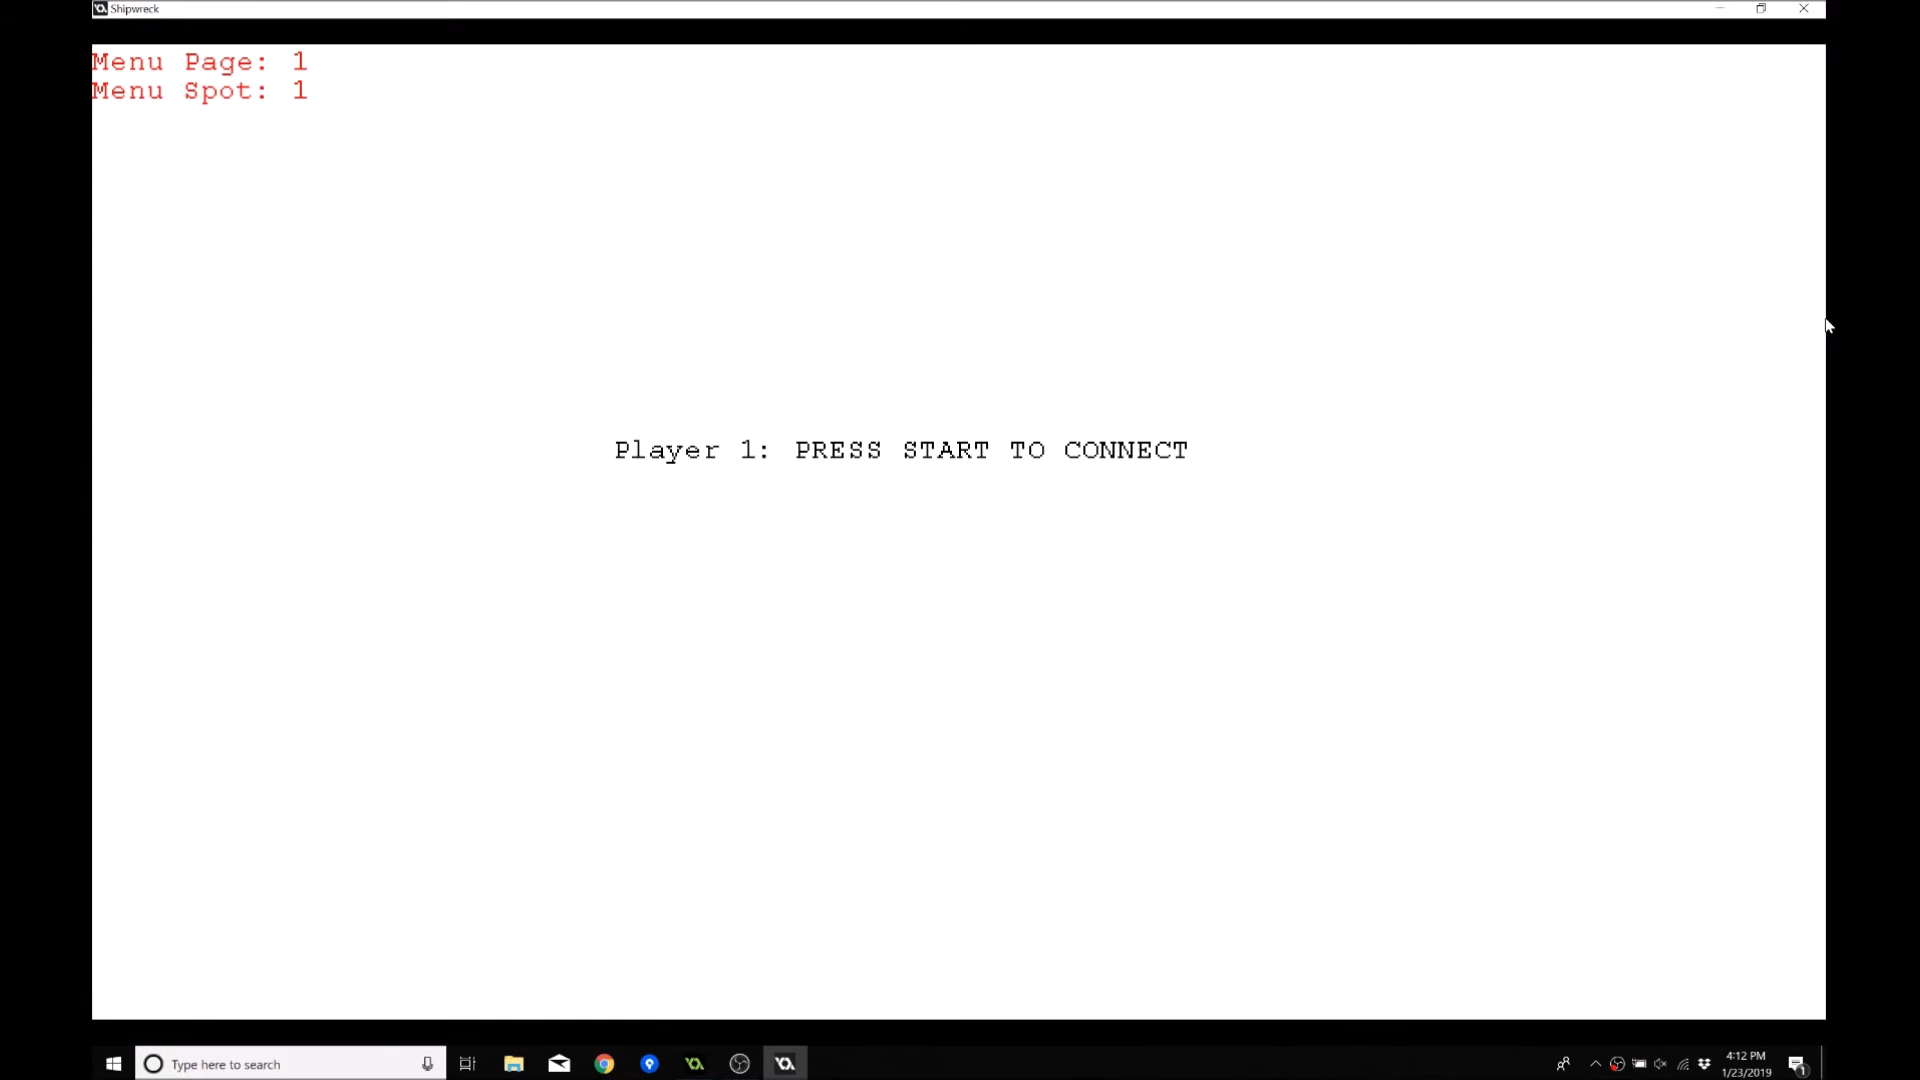 Shipwreck
Menu Page: 1
Menu Spot: 1
Player 1: PRESS START TO CONNECT
Type here to search
4:12 PM
1/23/2019
1